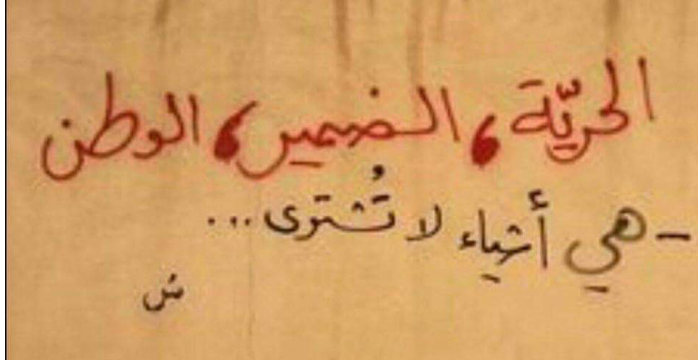 الحريّة ، الضمير ، الوطن
- هي أشياء لا تُشترى ...
ش